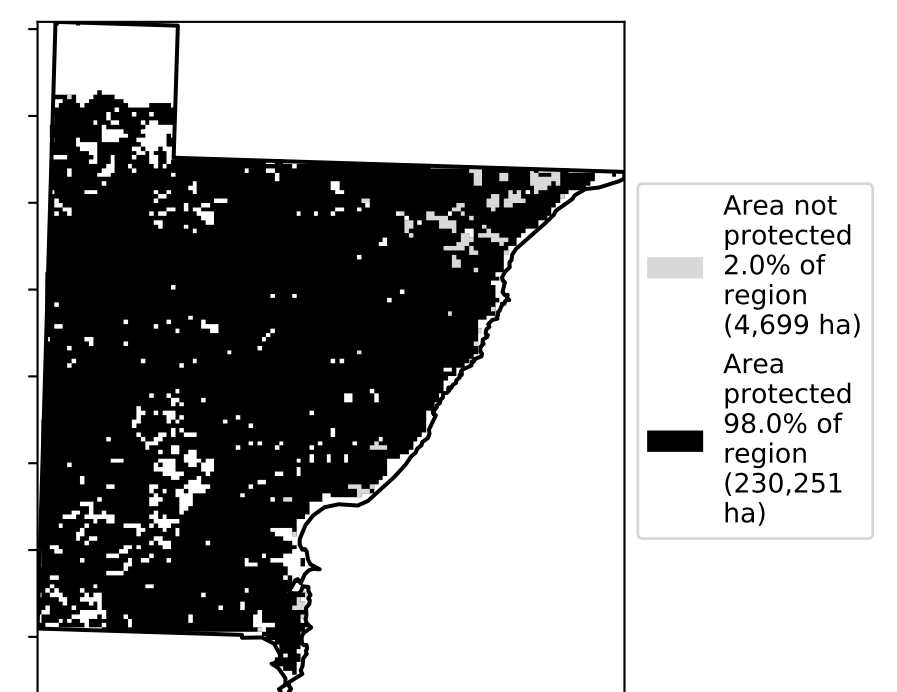 Area not
protected
2.0% of
region
(4,699 ha)
Area
protected
98.0% of
region
(230,251
ha)